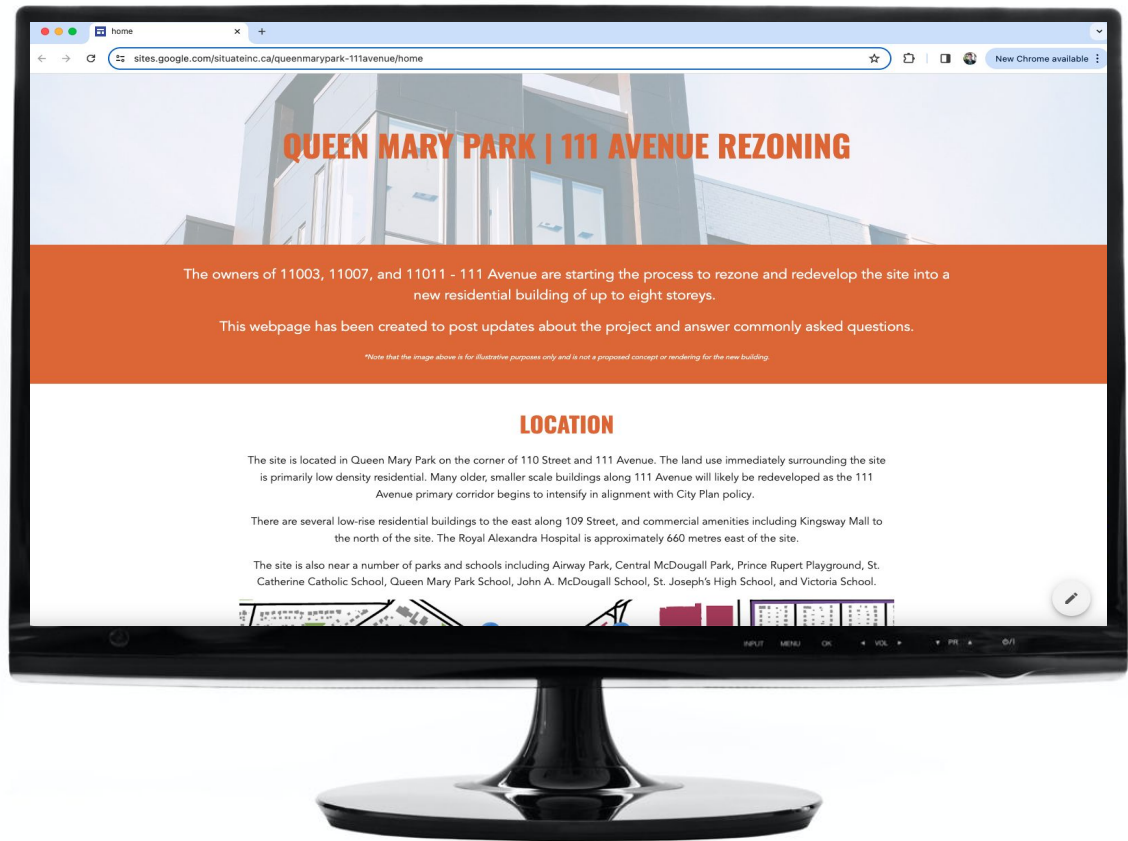 home
sites.google.com/situateinc.ca/queenmarypark-111avenue/home
New Chrome available
QUEEN MARY PARK | 111 AVENUE REZONING
The owners of 11003, 11007, and 11011 - 111 Avenue are starting the process to rezone and redevelop the site into a
new residential building of up to eight storeys.
This webpage has been created to post updates about the project and answer commonly asked questions.
*Note that the image above is for illustrative purposes only and is not a proposed concept or rendering for the new building.
LOCATION
The site is located in Queen Mary Park on the corner of 110 Street and 111 Avenue. The land use immediately surrounding the site
is primarily low density residential. Many older, smaller scale buildings along 111 Avenue will likely be redeveloped as the 111
Avenue primary corridor begins to intensify in alignment with City Plan policy.
There are several low-rise residential buildings to the east along 109 Street, and commercial amenities including Kingsway Mall to
the north of the site. The Royal Alexandra Hospital is approximately 660 metres east of the site.
The site is also near a number of parks and schools including Airway Park, Central McDougall Park, Prince Rupert Playground, St.
Catherine Catholic School, Queen Mary Park School, John A. McDougall School, St. Joseph's High School, and Victoria School.
INPUT MENU OK ◄ VOL ► ▼ PR ▲ ⏻/I